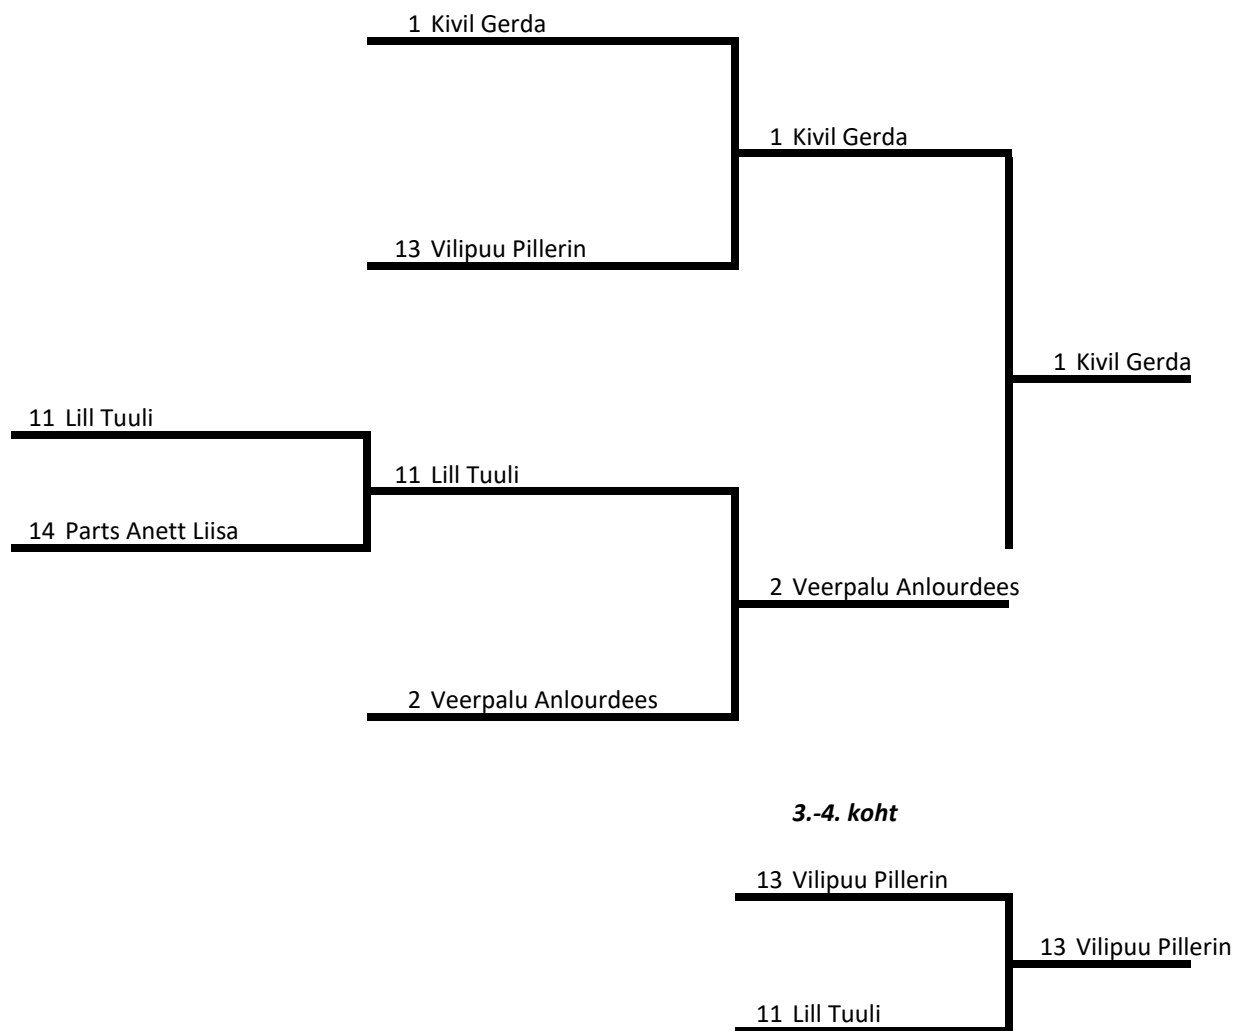 1 Kivil Gerda
1 Kivil Gerda
13 Vilipuu Pillerin
1 Kivil Gerda
11 Lill Tuuli
11 Lill Tuuli
14 Parts Anett Liisa
2 Veerpalu Anlourdees
2 Veerpalu Anlourdees
3.-4. koht
13 Vilipuu Pillerin
13 Vilipuu Pillerin
11 Lill Tuuli